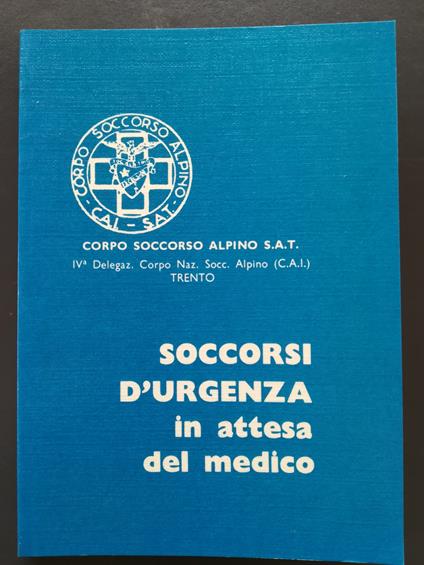 CORPO SOCCORSO ALPINO
CAI - SAT
CORPO SOCCORSO ALPINO S.A.T.
IVª Delegaz. Corpo Naz. Socc. Alpino (C.A.I.)
TRENTO
SOCCORSI
D'URGENZA
in attesa
del medico